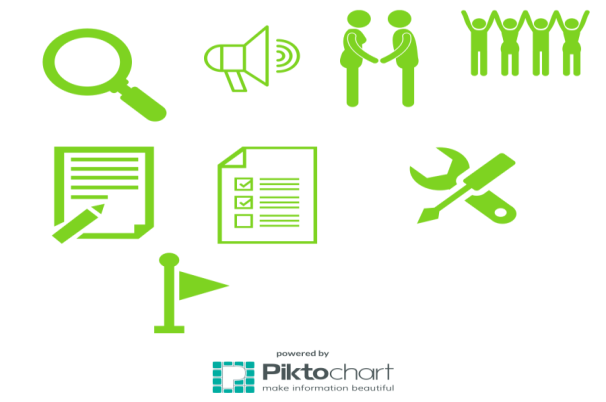 powered by
Piktochart
make information beautiful